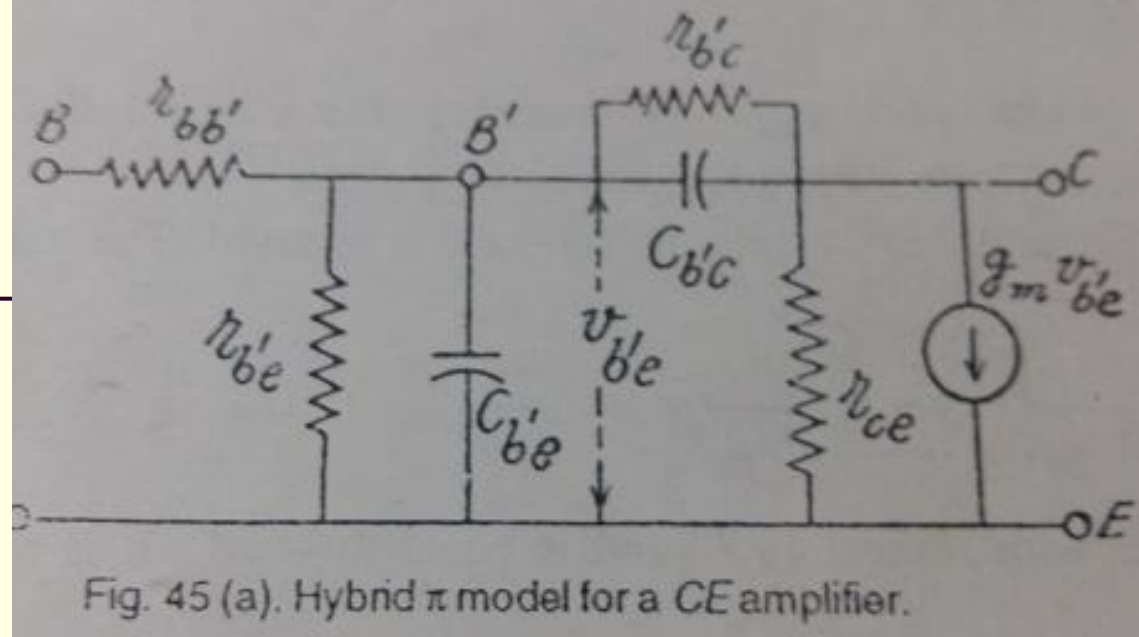 r_b'c
r_bb'
B
B'
C
C_b'c
g_m v_b'e
v_b'e
r_b'e
C_b'e
r_ce
E
Fig. 45 (a). Hybrid π model for a CE amplifier.